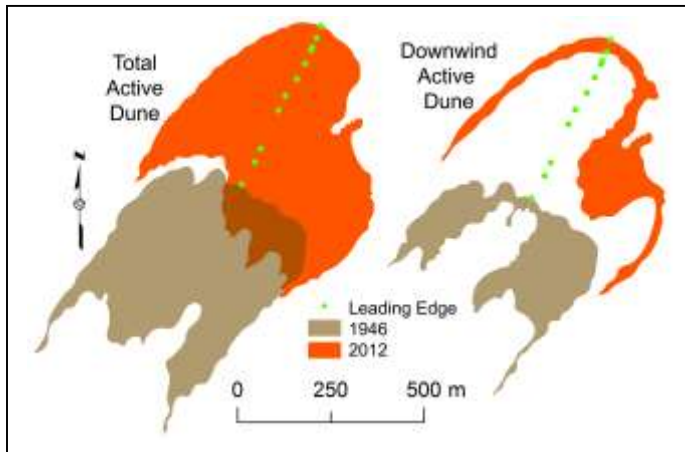 Total
Active
Dune
Downwind
Active
Dune
N
Leading Edge
1946
2012
0 250 500 m